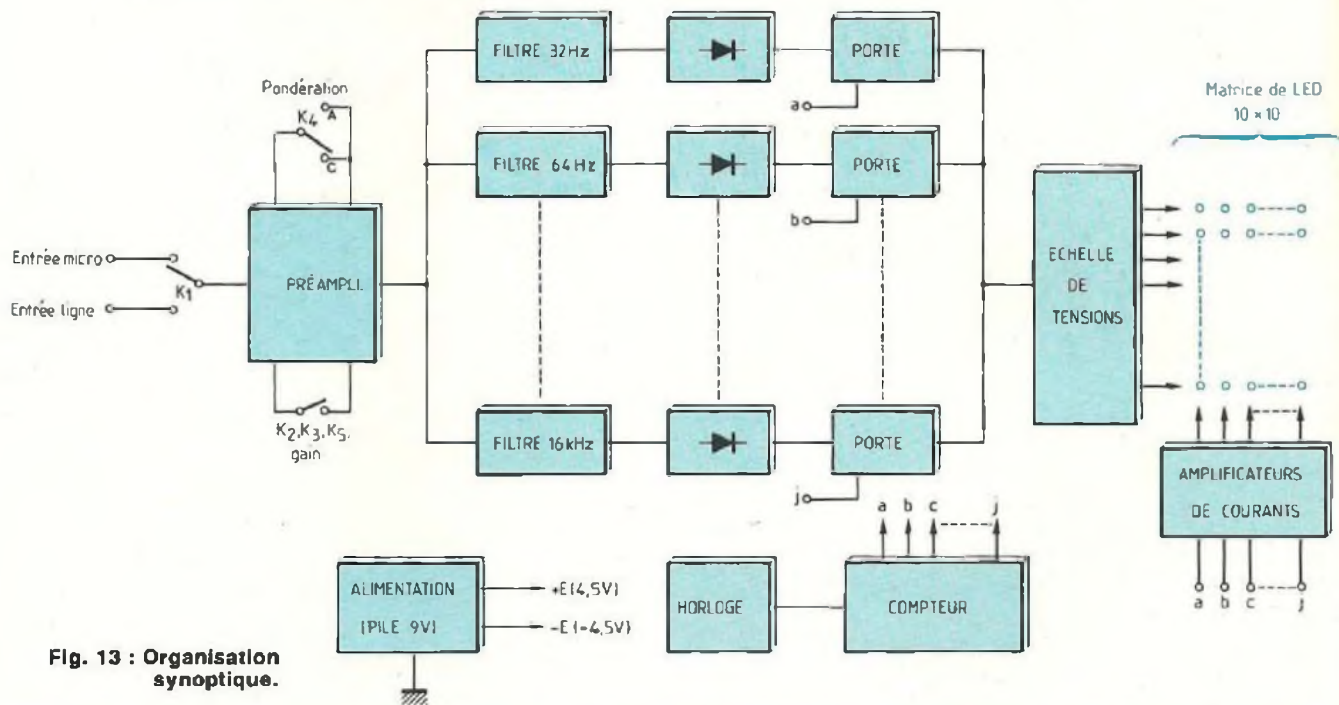 FILTRE 32Hz
PORTE
a
Pondération
K4
A
C
Matrice de LED
10 × 10
FILTRE 64Hz
PORTE
b
Entrée micro
K1
Entrée ligne
PRÉAMPLI.
ECHELLE
DE
TENSIONS
K2, K3, K5,
gain
FILTRE 16kHz
PORTE
j
AMPLIFICATEURS
DE COURANTS
a b c j
a b c j
ALIMENTATION
(PILE 9V)
+E(4,5V)
-E(-4,5V)
HORLOGE
COMPTEUR
Fig. 13 : Organisation
synoptique.